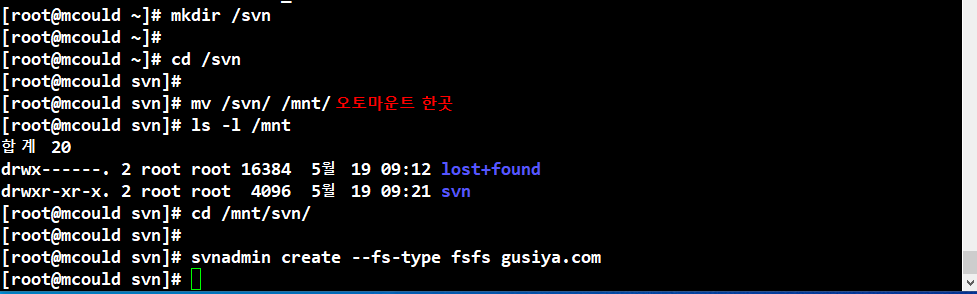 [root@mcould ~]# mkdir /svn
[root@mcould ~]#
[root@mcould ~]# cd /svn
[root@mcould svn]#
[root@mcould svn]# mv /svn/ /mnt/ 오토마운트 한곳
[root@mcould svn]# ls -l /mnt
합계 20
drwx------. 2 root root 16384  5월 19 09:12 lost+found
drwxr-xr-x. 2 root root  4096  5월 19 09:21 svn
[root@mcould svn]# cd /mnt/svn/
[root@mcould svn]#
[root@mcould svn]# svnadmin create --fs-type fsfs gusiya.com
[root@mcould svn]#